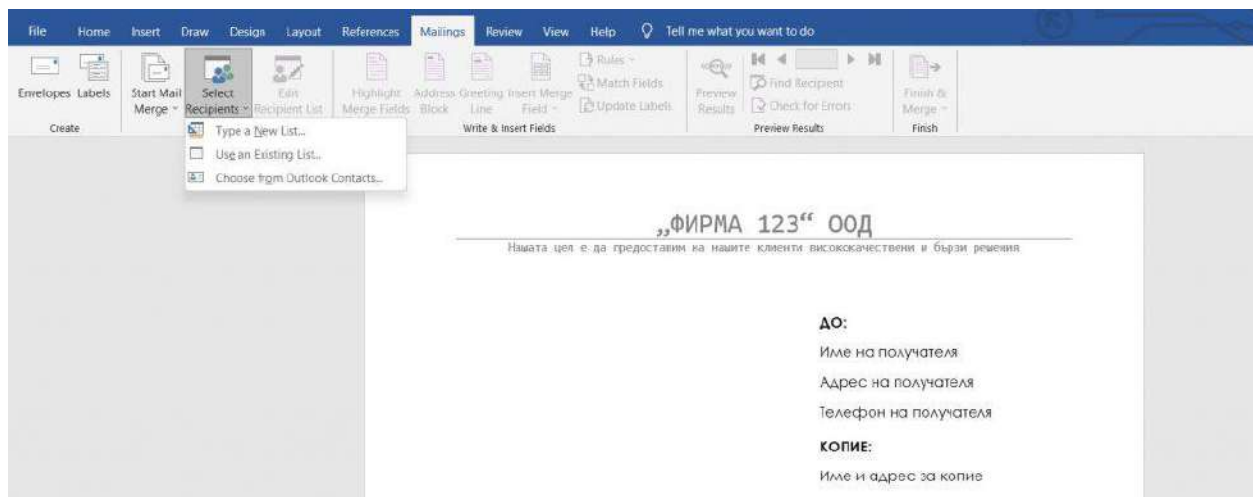 File Home Insert Draw Design Layout References Mailings Review View Help Tell me what you want to do
Envelopes Labels
Create
Start Mail Merge
Select Recipients
Edit Recipient List
Highlight Merge Fields
Address Block
Greeting Line
Insert Merge Field
Rules
Match Fields
Update Labels
Write & Insert Fields
Preview Results
Find Recipient
Check for Errors
Preview Results
Finish & Merge
Finish
Type a New List...
Use an Existing List...
Choose from Outlook Contacts...
„ФИРМА 123“ ООД
Нашата цел е да предоставим на нашите клиенти висококачествени и бързи решения
ДО:
Име на получателя
Адрес на получателя
Телефон на получателя
КОПИЕ:
Име и адрес за копие